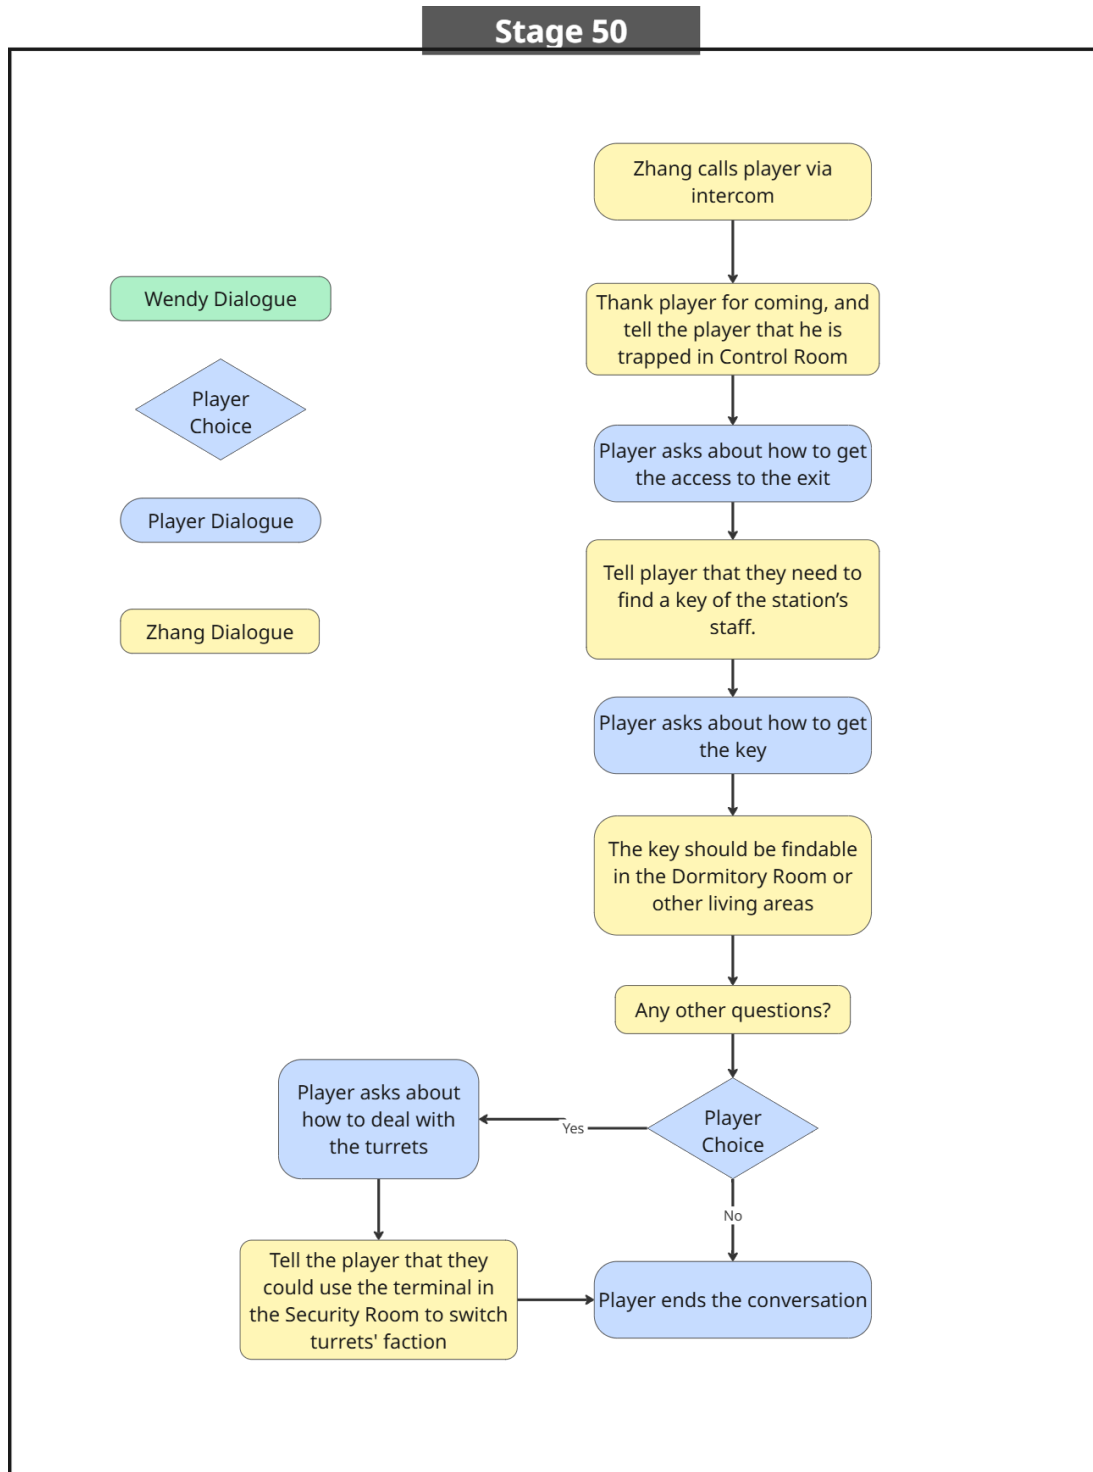 Stage 50
Zhang calls player via
intercom
Wendy Dialogue
Thank player for coming, and
tell the player that he is
trapped in Control Room
Player
Choice
Player asks about how to get
the access to the exit
Player Dialogue
Tell player that they need to
find a key of the station’s
staff.
Zhang Dialogue
Player asks about how to get
the key
The key should be findable
in the Dormitory Room or
other living areas
Any other questions?
Player asks about
how to deal with
the turrets
Yes
Player
Choice
No
Tell the player that they
could use the terminal in
the Security Room to switch
turrets' faction
Player ends the conversation